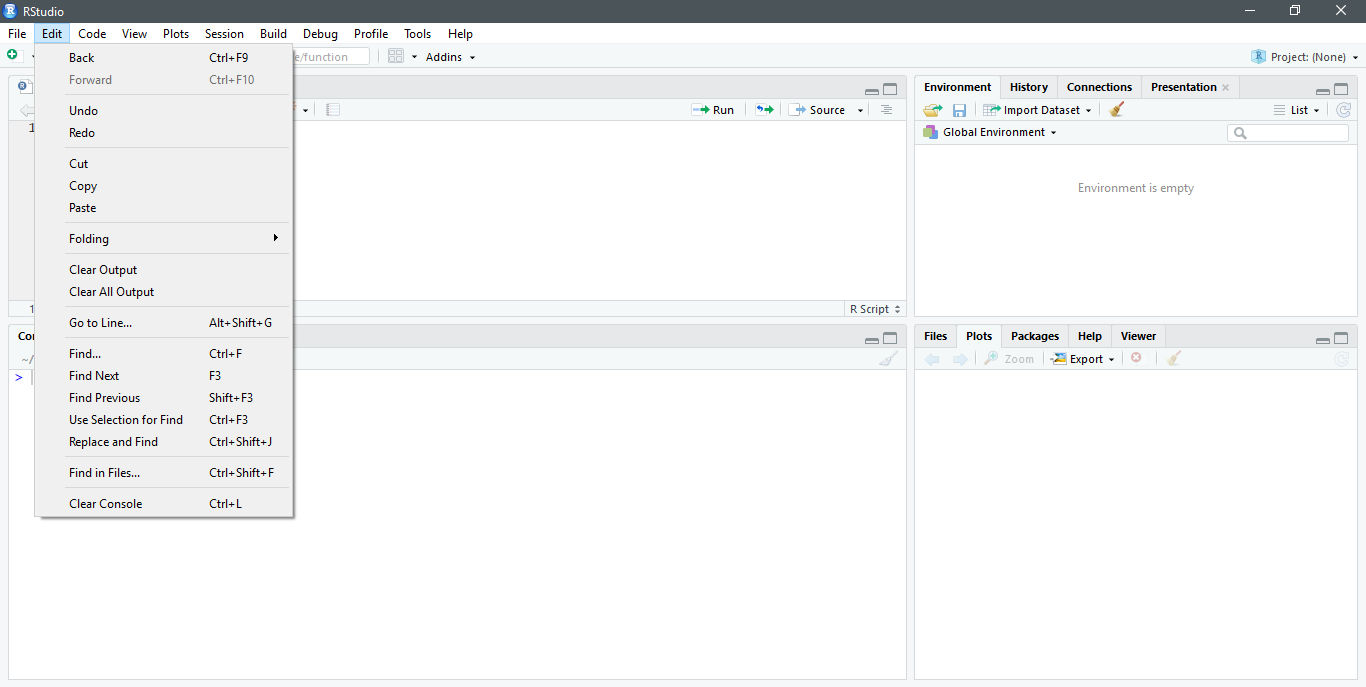 RStudio
File Edit Code View Plots Session Build Debug Profile Tools Help
e/function Addins Project: (None)
Back Ctrl+F9
Forward Ctrl+F10
Undo
Redo
Cut
Copy
Paste
Folding
Clear Output
Clear All Output
Go to Line... Alt+Shift+G
Find... Ctrl+F
Find Next F3
Find Previous Shift+F3
Use Selection for Find Ctrl+F3
Replace and Find Ctrl+Shift+J
Find in Files... Ctrl+Shift+F
Clear Console Ctrl+L
Run Source
1
1 R Script
Co
~/
>
Environment History Connections Presentation
Import Dataset List
Global Environment
Environment is empty
Files Plots Packages Help Viewer
Zoom Export